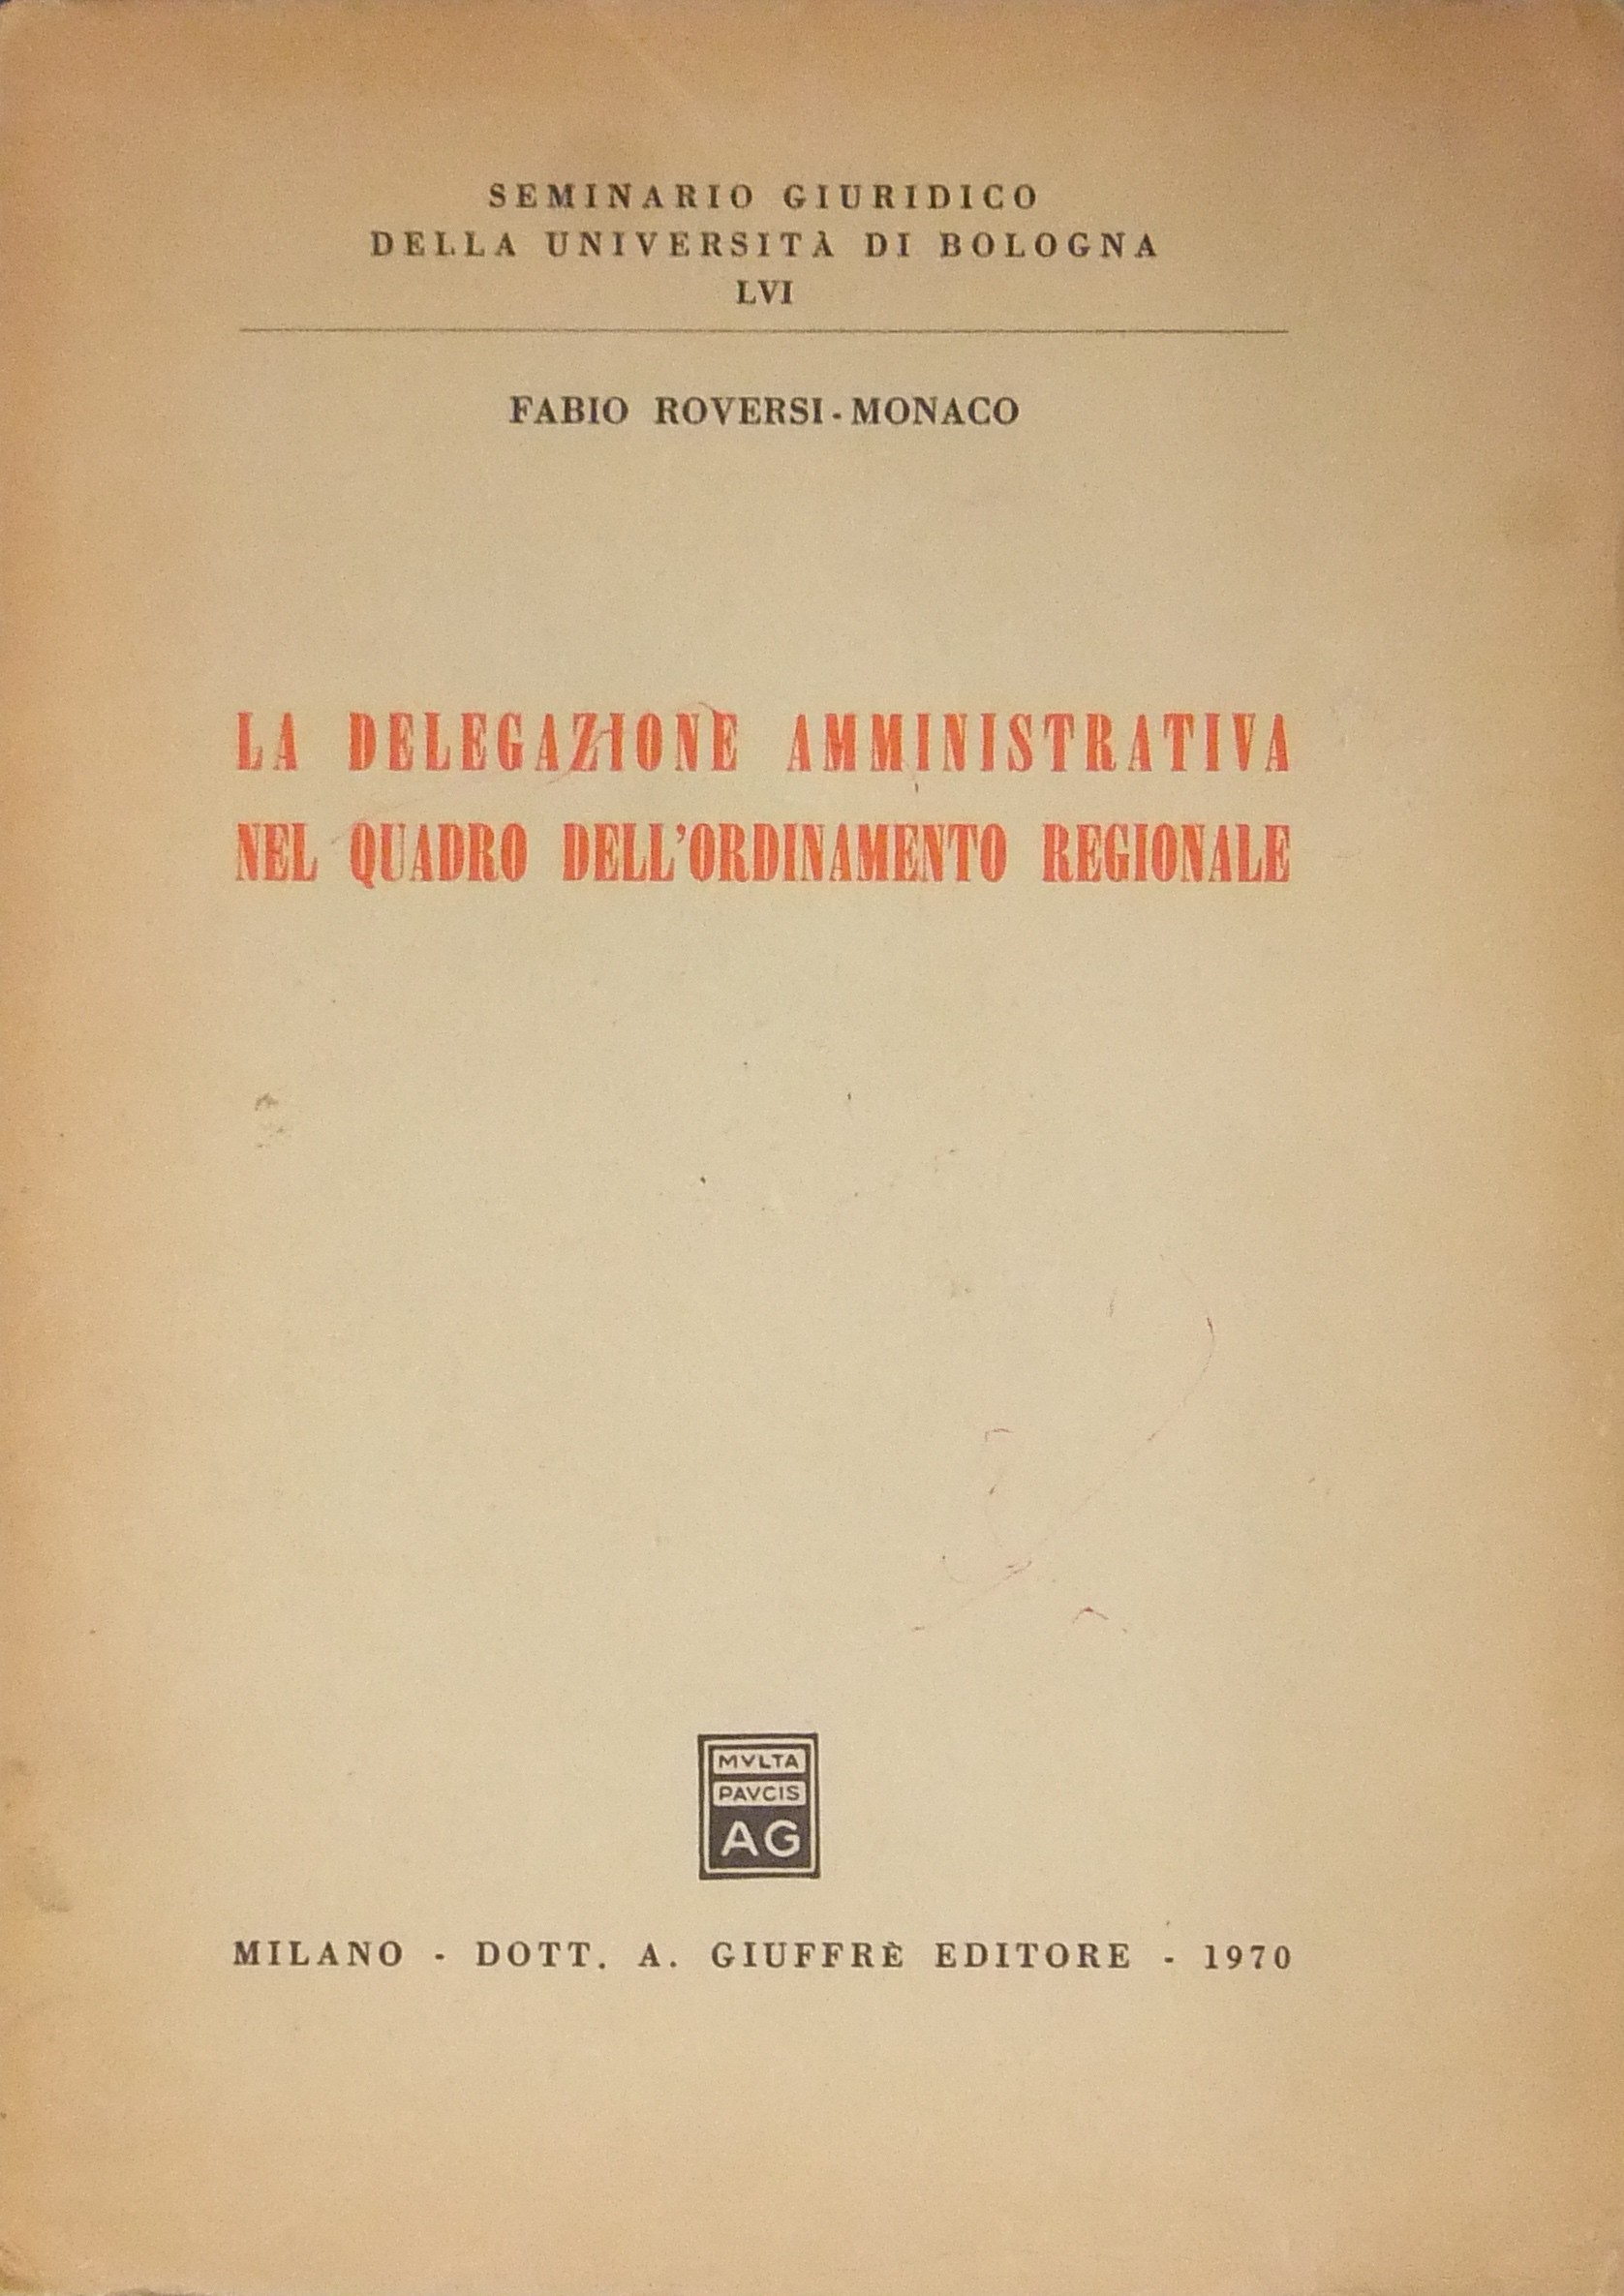 SEMINARIO GIURIDICO
DELLA UNIVERSITÀ DI BOLOGNA
LVI
FABIO ROVERSI-MONACO
LA DELEGAZIONE AMMINISTRATIVA
NEL QUADRO DELL'ORDINAMENTO REGIONALE
MVLTA
PAVCIS
AG
MILANO - DOTT. A. GIUFFRÈ EDITORE - 1970